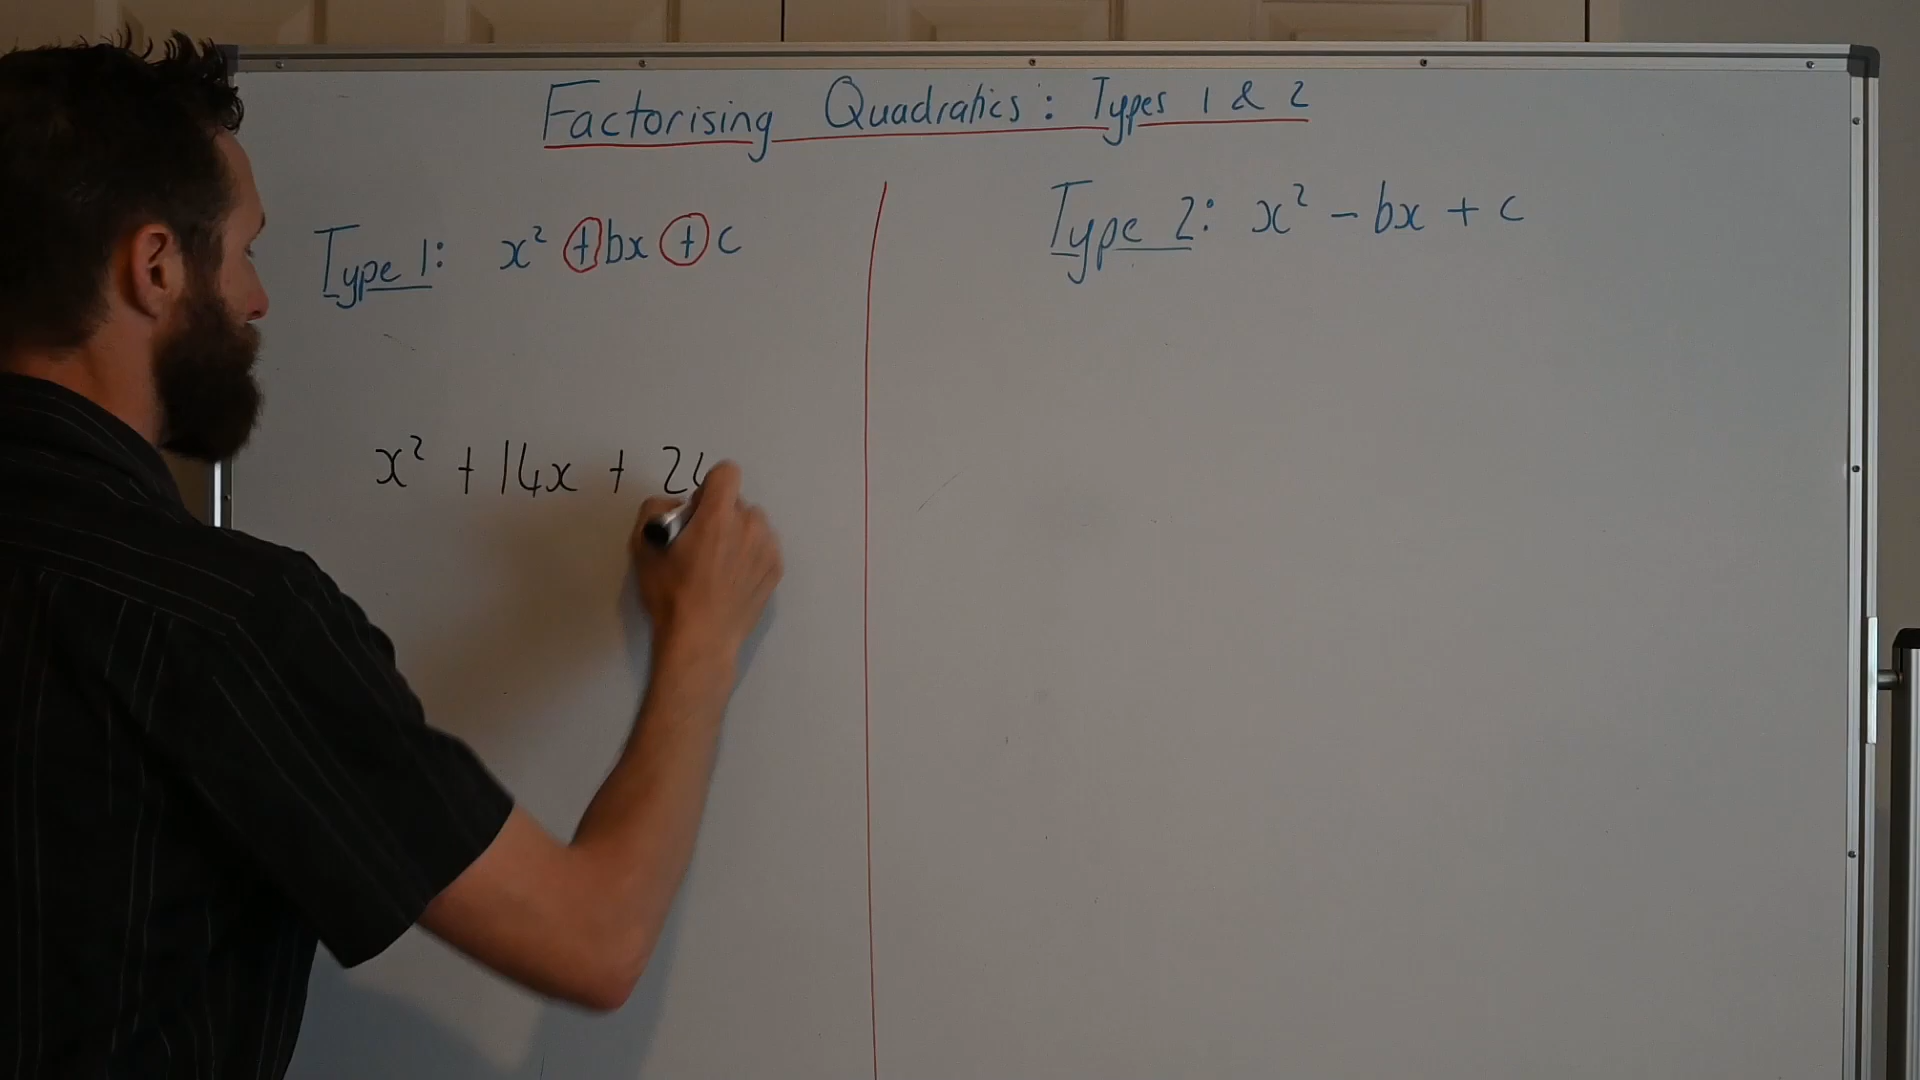 Factorising Quadratics: Types 1 & 2
Type 1: x² + bx + c
Type 2: x² - bx + c
x² + 14x + 2